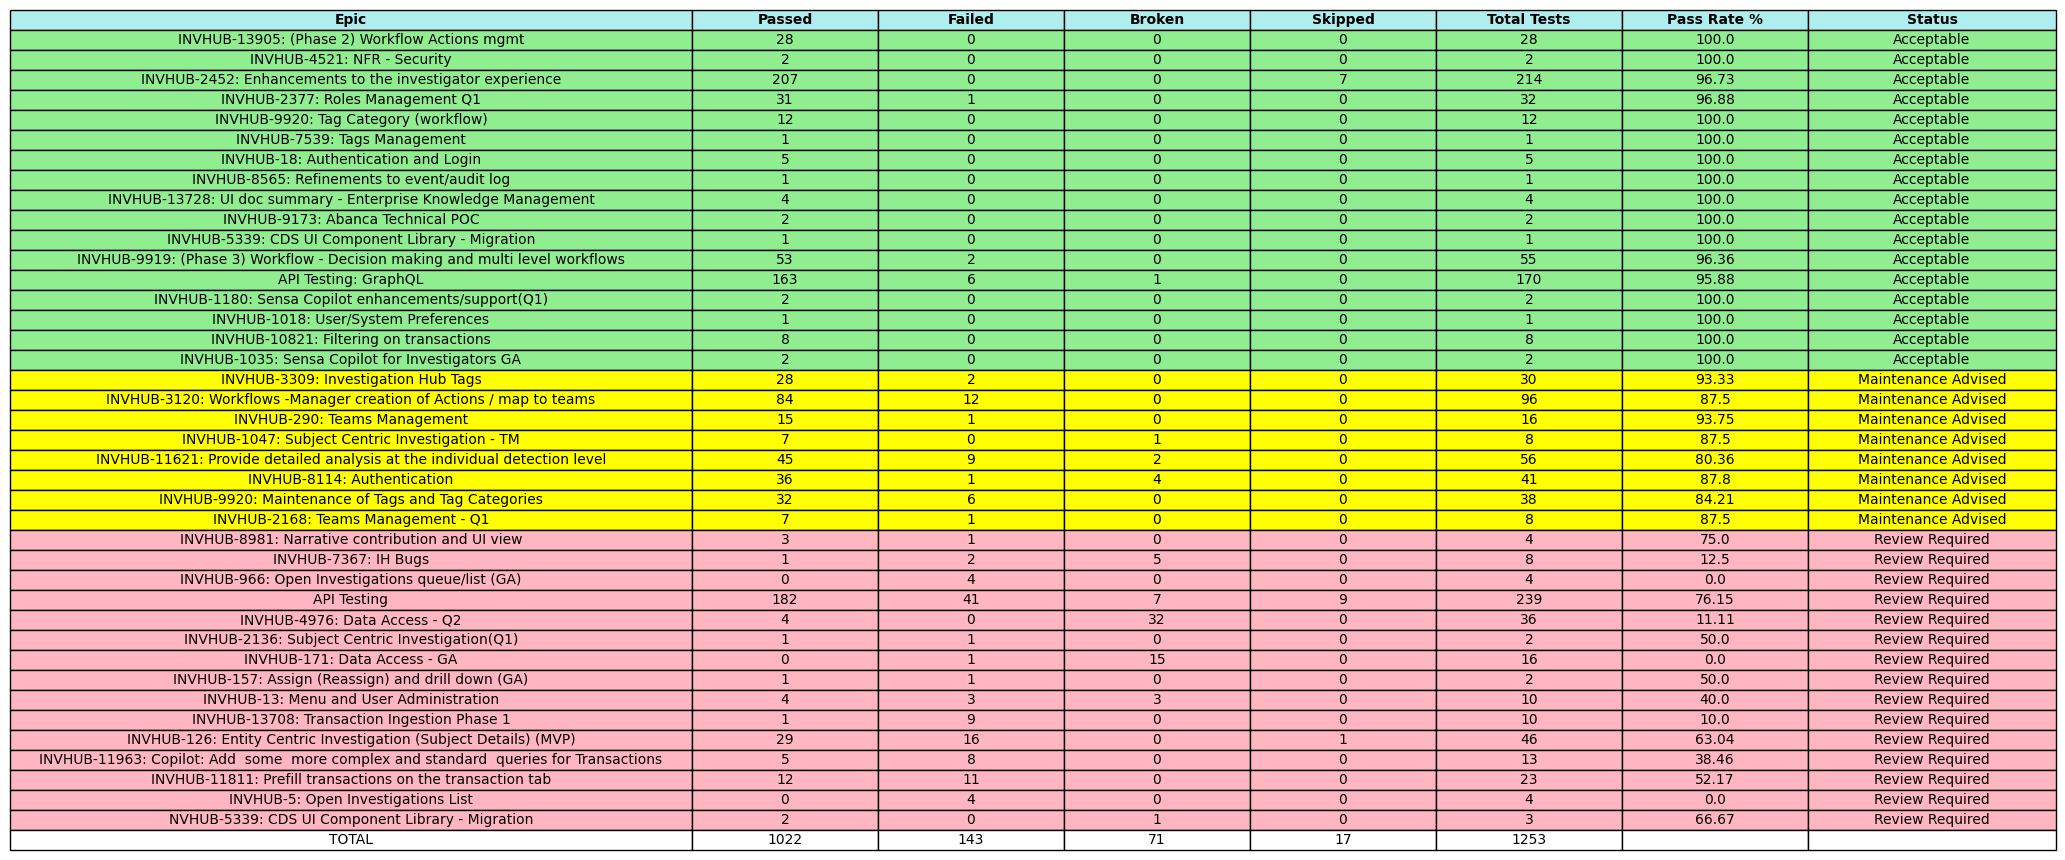 Epic Passed Failed Broken Skipped Total Tests Pass Rate % Status
INVHUB-13905: (Phase 2) Workflow Actions mgmt 28 0 0 0 28 100.0 Acceptable
INVHUB-4521: NFR - Security 2 0 0 0 2 100.0 Acceptable
INVHUB-2452: Enhancements to the investigator experience 207 0 0 7 214 96.73 Acceptable
INVHUB-2377: Roles Management Q1 31 1 0 0 32 96.88 Acceptable
INVHUB-9920: Tag Category (workflow) 12 0 0 0 12 100.0 Acceptable
INVHUB-7539: Tags Management 1 0 0 0 1 100.0 Acceptable
INVHUB-18: Authentication and Login 5 0 0 0 5 100.0 Acceptable
INVHUB-8565: Refinements to event/audit log 1 0 0 0 1 100.0 Acceptable
INVHUB-13728: UI doc summary - Enterprise Knowledge Management 4 0 0 0 4 100.0 Acceptable
INVHUB-9173: Abanca Technical POC 2 0 0 0 2 100.0 Acceptable
INVHUB-5339: CDS UI Component Library - Migration 1 0 0 0 1 100.0 Acceptable
INVHUB-9919: (Phase 3) Workflow - Decision making and multi level workflows 53 2 0 0 55 96.36 Acceptable
API Testing: GraphQL 163 6 1 0 170 95.88 Acceptable
INVHUB-1180: Sensa Copilot enhancements/support(Q1) 2 0 0 0 2 100.0 Acceptable
INVHUB-1018: User/System Preferences 1 0 0 0 1 100.0 Acceptable
INVHUB-10821: Filtering on transactions 8 0 0 0 8 100.0 Acceptable
INVHUB-1035: Sensa Copilot for Investigators GA 2 0 0 0 2 100.0 Acceptable
INVHUB-3309: Investigation Hub Tags 28 2 0 0 30 93.33 Maintenance Advised
INVHUB-3120: Workflows -Manager creation of Actions / map to teams 84 12 0 0 96 87.5 Maintenance Advised
INVHUB-290: Teams Management 15 1 0 0 16 93.75 Maintenance Advised
INVHUB-1047: Subject Centric Investigation - TM 7 0 1 0 8 87.5 Maintenance Advised
INVHUB-11621: Provide detailed analysis at the individual detection level 45 9 2 0 56 80.36 Maintenance Advised
INVHUB-8114: Authentication 36 1 4 0 41 87.8 Maintenance Advised
INVHUB-9920: Maintenance of Tags and Tag Categories 32 6 0 0 38 84.21 Maintenance Advised
INVHUB-2168: Teams Management - Q1 7 1 0 0 8 87.5 Maintenance Advised
INVHUB-8981: Narrative contribution and UI view 3 1 0 0 4 75.0 Review Required
INVHUB-7367: IH Bugs 1 2 5 0 8 12.5 Review Required
INVHUB-966: Open Investigations queue/list (GA) 0 4 0 0 4 0.0 Review Required
API Testing 182 41 7 9 239 76.15 Review Required
INVHUB-4976: Data Access - Q2 4 0 32 0 36 11.11 Review Required
INVHUB-2136: Subject Centric Investigation(Q1) 1 1 0 0 2 50.0 Review Required
INVHUB-171: Data Access - GA 0 1 15 0 16 0.0 Review Required
INVHUB-157: Assign (Reassign) and drill down (GA) 1 1 0 0 2 50.0 Review Required
INVHUB-13: Menu and User Administration 4 3 3 0 10 40.0 Review Required
INVHUB-13708: Transaction Ingestion Phase 1 1 9 0 0 10 10.0 Review Required
INVHUB-126: Entity Centric Investigation (Subject Details) (MVP) 29 16 0 1 46 63.04 Review Required
INVHUB-11963: Copilot: Add  some  more complex and standard  queries for Transactions 5 8 0 0 13 38.46 Review Required
INVHUB-11811: Prefill transactions on the transaction tab 12 11 0 0 23 52.17 Review Required
INVHUB-5: Open Investigations List 0 4 0 0 4 0.0 Review Required
NVHUB-5339: CDS UI Component Library - Migration 2 0 1 0 3 66.67 Review Required
TOTAL 1022 143 71 17 1253